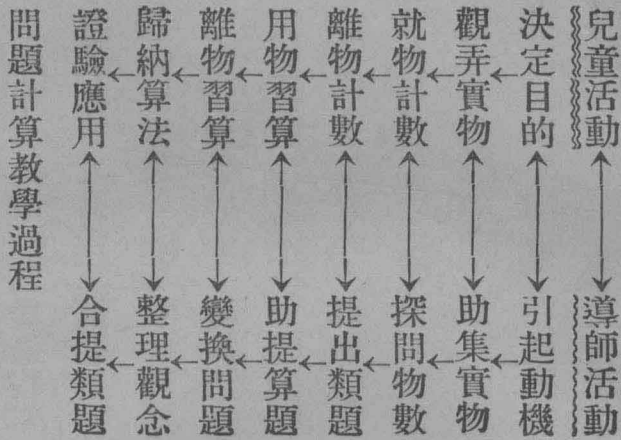 兒童活動
導師活動
決定目的
引起動機
觀弄實物
助集實物
就物計數
探問物數
離物計數
提出類題
用物習算
助提算題
離物習算
變換問題
歸納算法
整理觀念
證驗應用
合提類題
問題計算教學過程